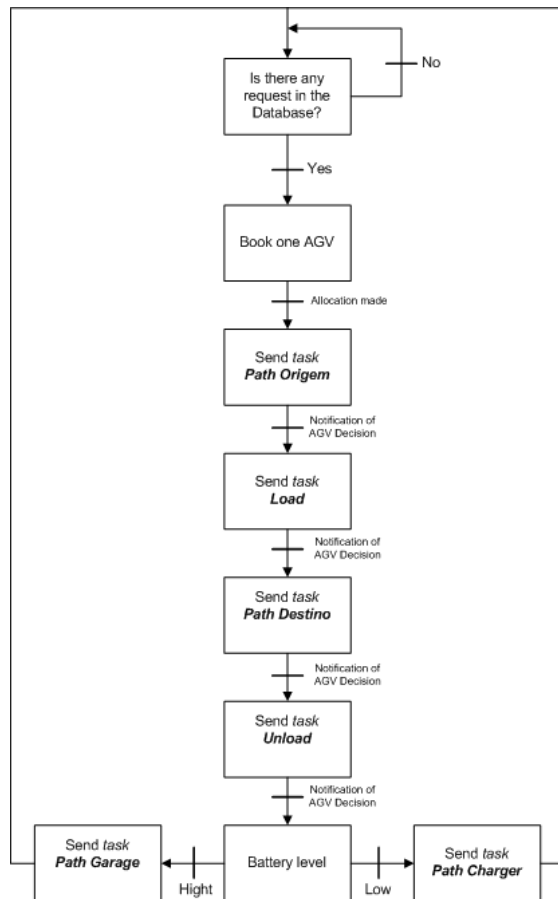 Is there any
request in the
Database?
No
Yes
Book one AGV
Allocation made
Send task
Path Origem
Notification of
AGV Decision
Send task
Load
Notification of
AGV Decision
Send task
Path Destino
Notification of
AGV Decision
Send task
Unload
Notification of
AGV Decision
Send task
Path Garage
Hight
Battery level
Low
Send task
Path Charger